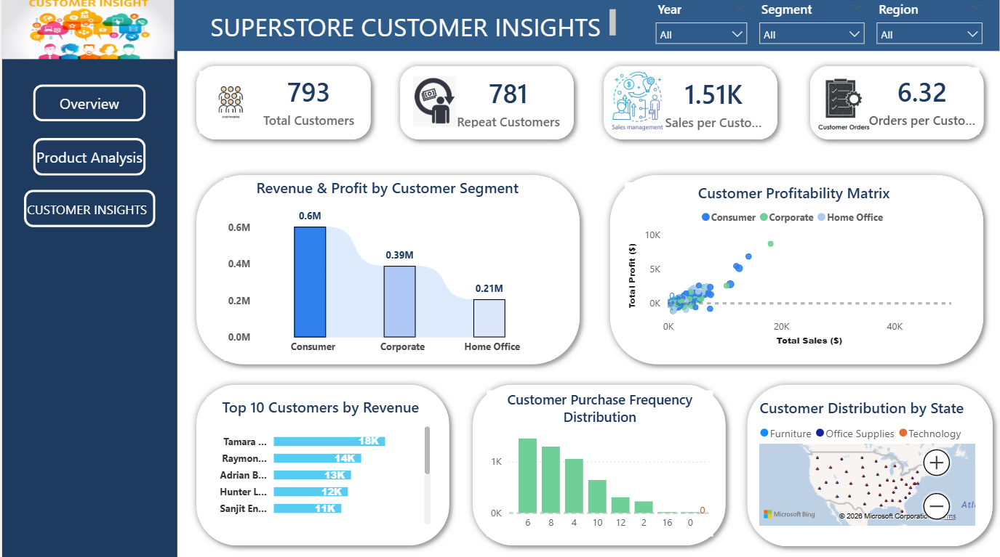 CUSTOMER INSIGHT
SUPERSTORE CUSTOMER INSIGHTS
Year
All
Segment
All
Region
All
Overview
Product Analysis
CUSTOMER INSIGHTS
CUSTOMERS
793
Total Customers
781
Repeat Customers
Sales management
1.51K
Sales per Custo...
Customer Orders
6.32
Orders per Custo...
Revenue & Profit by Customer Segment
0.6M
0.4M
0.2M
0.0M
0.6M
0.39M
0.21M
Consumer
Corporate
Home Office
Customer Profitability Matrix
Consumer Corporate Home Office
Total Profit ($)
10K
5K
0K
0K
20K
40K
Total Sales ($)
Top 10 Customers by Revenue
Tamara ... 18K
Raymon... 14K
Adrian B... 13K
Hunter L... 12K
Sanjit En... 11K
Customer Purchase Frequency
Distribution
1K
0K
0
6 8 4 10 12 2 16 0
Customer Distribution by State
Furniture Office Supplies Technology
Atl
Microsoft Bing
© 2026 Microsoft Corporation